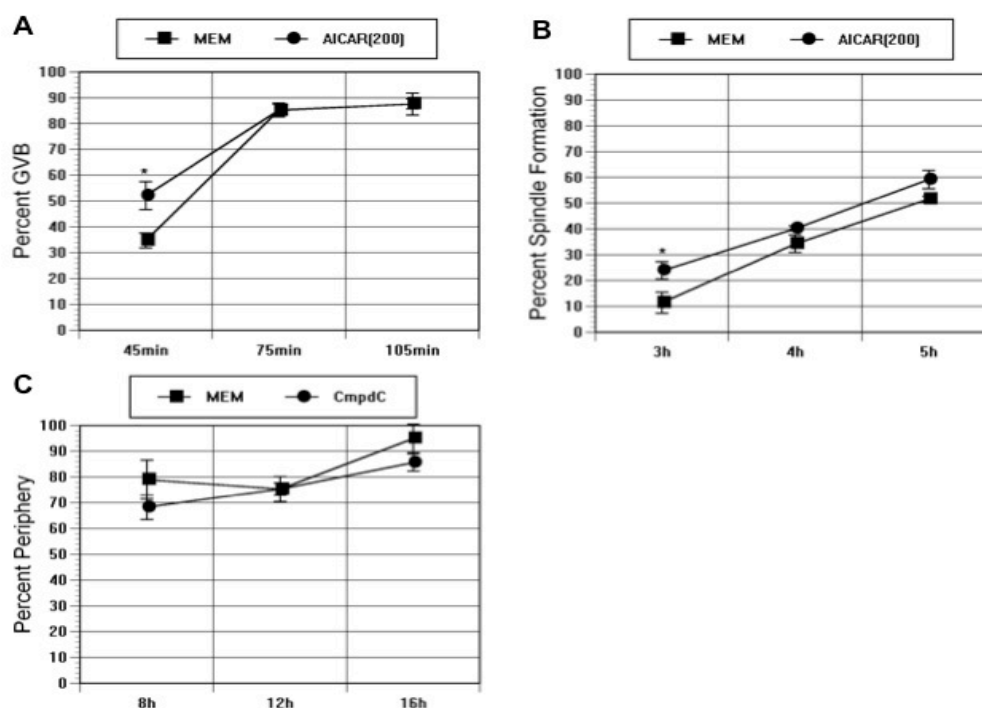 A
MEM AICAR(200)
100
90
80
70
60
50
40
30
20
10
0
Percent GVB
*
45min 75min 105min
B
MEM AICAR(200)
100
90
80
70
60
50
40
30
20
10
0
Percent Spindle Formation
*
3h 4h 5h
C
MEM CmpdC
100
90
80
70
60
50
40
30
20
10
0
Percent Periphery
8h 12h 16h